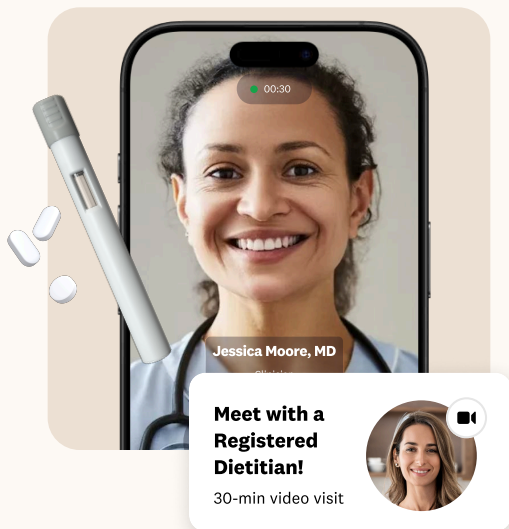 00:30
Jessica Moore, MD
Meet with a
Registered
Dietitian!
30-min video visit